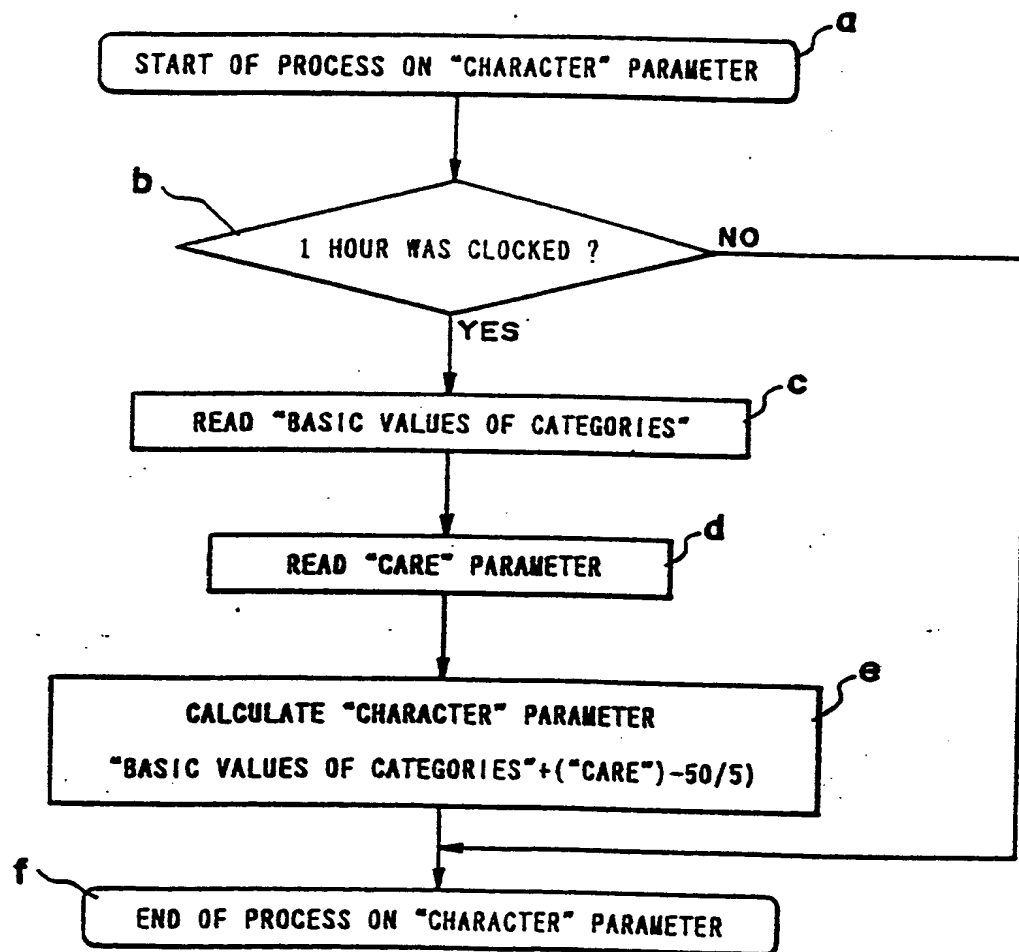 a
START OF PROCESS ON "CHARACTER" PARAMETER
b
1 HOUR WAS CLOCKED ?
NO
YES
c
READ "BASIC VALUES OF CATEGORIES"
d
READ "CARE" PARAMETER
e
CALCULATE "CHARACTER" PARAMETER
"BASIC VALUES OF CATEGORIES"+("CARE")-50/5)
f
END OF PROCESS ON "CHARACTER" PARAMETER